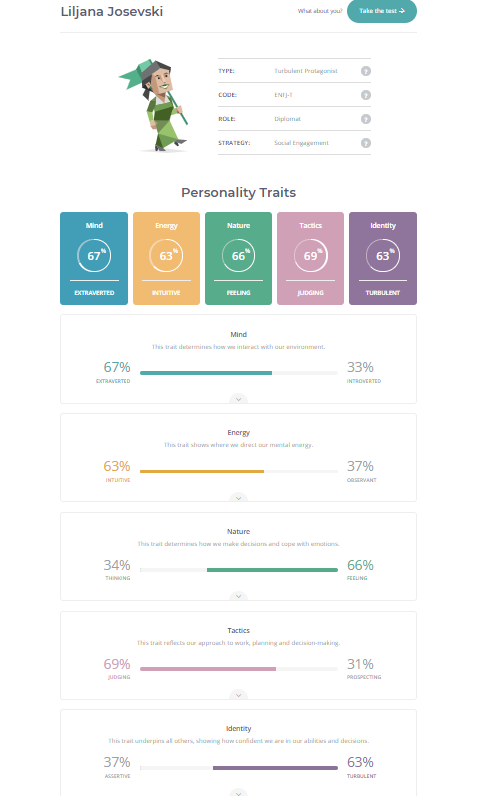 Liljana Josevski
What about you?
Take the test →
TYPE: Turbulent Protagonist ?
CODE: ENFJ-T ?
ROLE: Diplomat ?
STRATEGY: Social Engagement ?
Personality Traits
Mind Energy Nature Tactics Identity
67% 63% 66% 69% 63%
EXTRAVERTED INTUITIVE FEELING JUDGING TURBULENT
Mind
This trait determines how we interact with our environment.
67% 33%
EXTRAVERTED INTROVERTED
Energy
This trait shows where we direct our mental energy.
63% 37%
INTUITIVE OBSERVANT
Nature
This trait determines how we make decisions and cope with emotions.
34% 66%
THINKING FEELING
Tactics
This trait reflects our approach to work, planning and decision-making.
69% 31%
JUDGING PROSPECTING
Identity
This trait underpins all others, showing how confident we are in our abilities and decisions.
37% 63%
ASSERTIVE TURBULENT